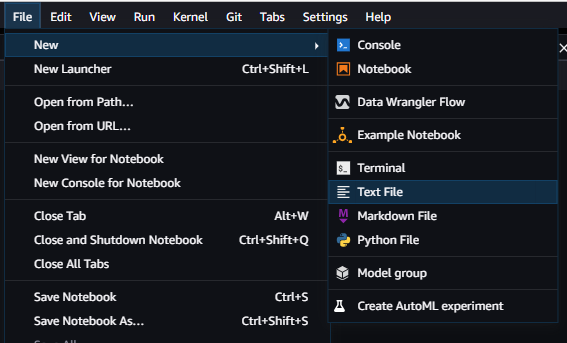 File Edit View Run Kernel Git Tabs Settings Help
New
New Launcher Ctrl+Shift+L
Open from Path...
Open from URL...
New View for Notebook
New Console for Notebook
Close Tab Alt+W
Close and Shutdown Notebook Ctrl+Shift+Q
Close All Tabs
Save Notebook Ctrl+S
Save Notebook As... Ctrl+Shift+S
Console
Notebook
Data Wrangler Flow
Example Notebook
Terminal
Text File
Markdown File
Python File
Model group
Create AutoML experiment